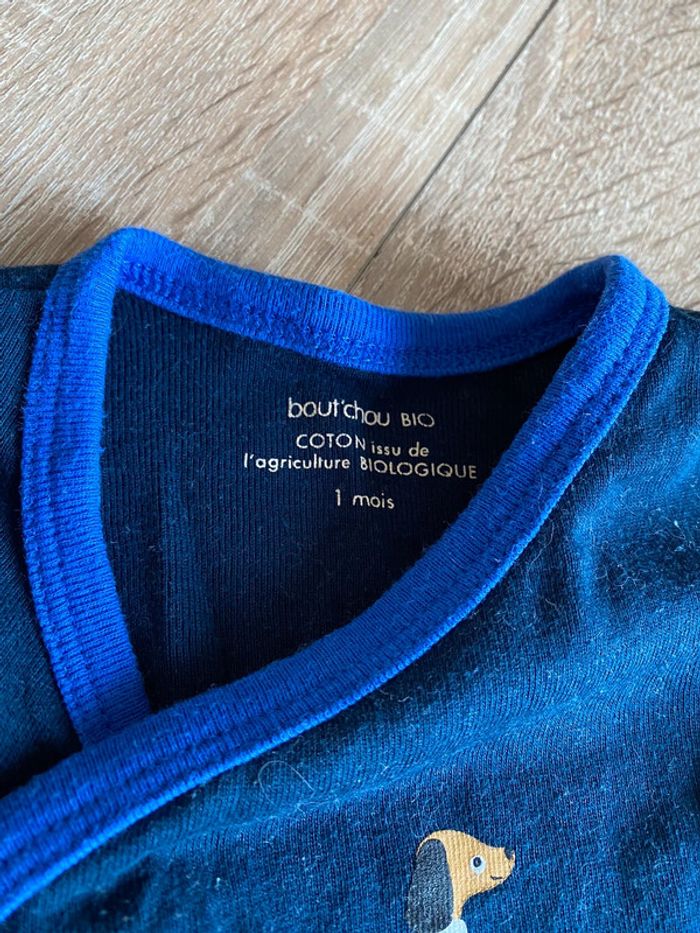 bout'chou BIO
COTON issu de
l'agriculture BIOLOGIQUE
1 mois